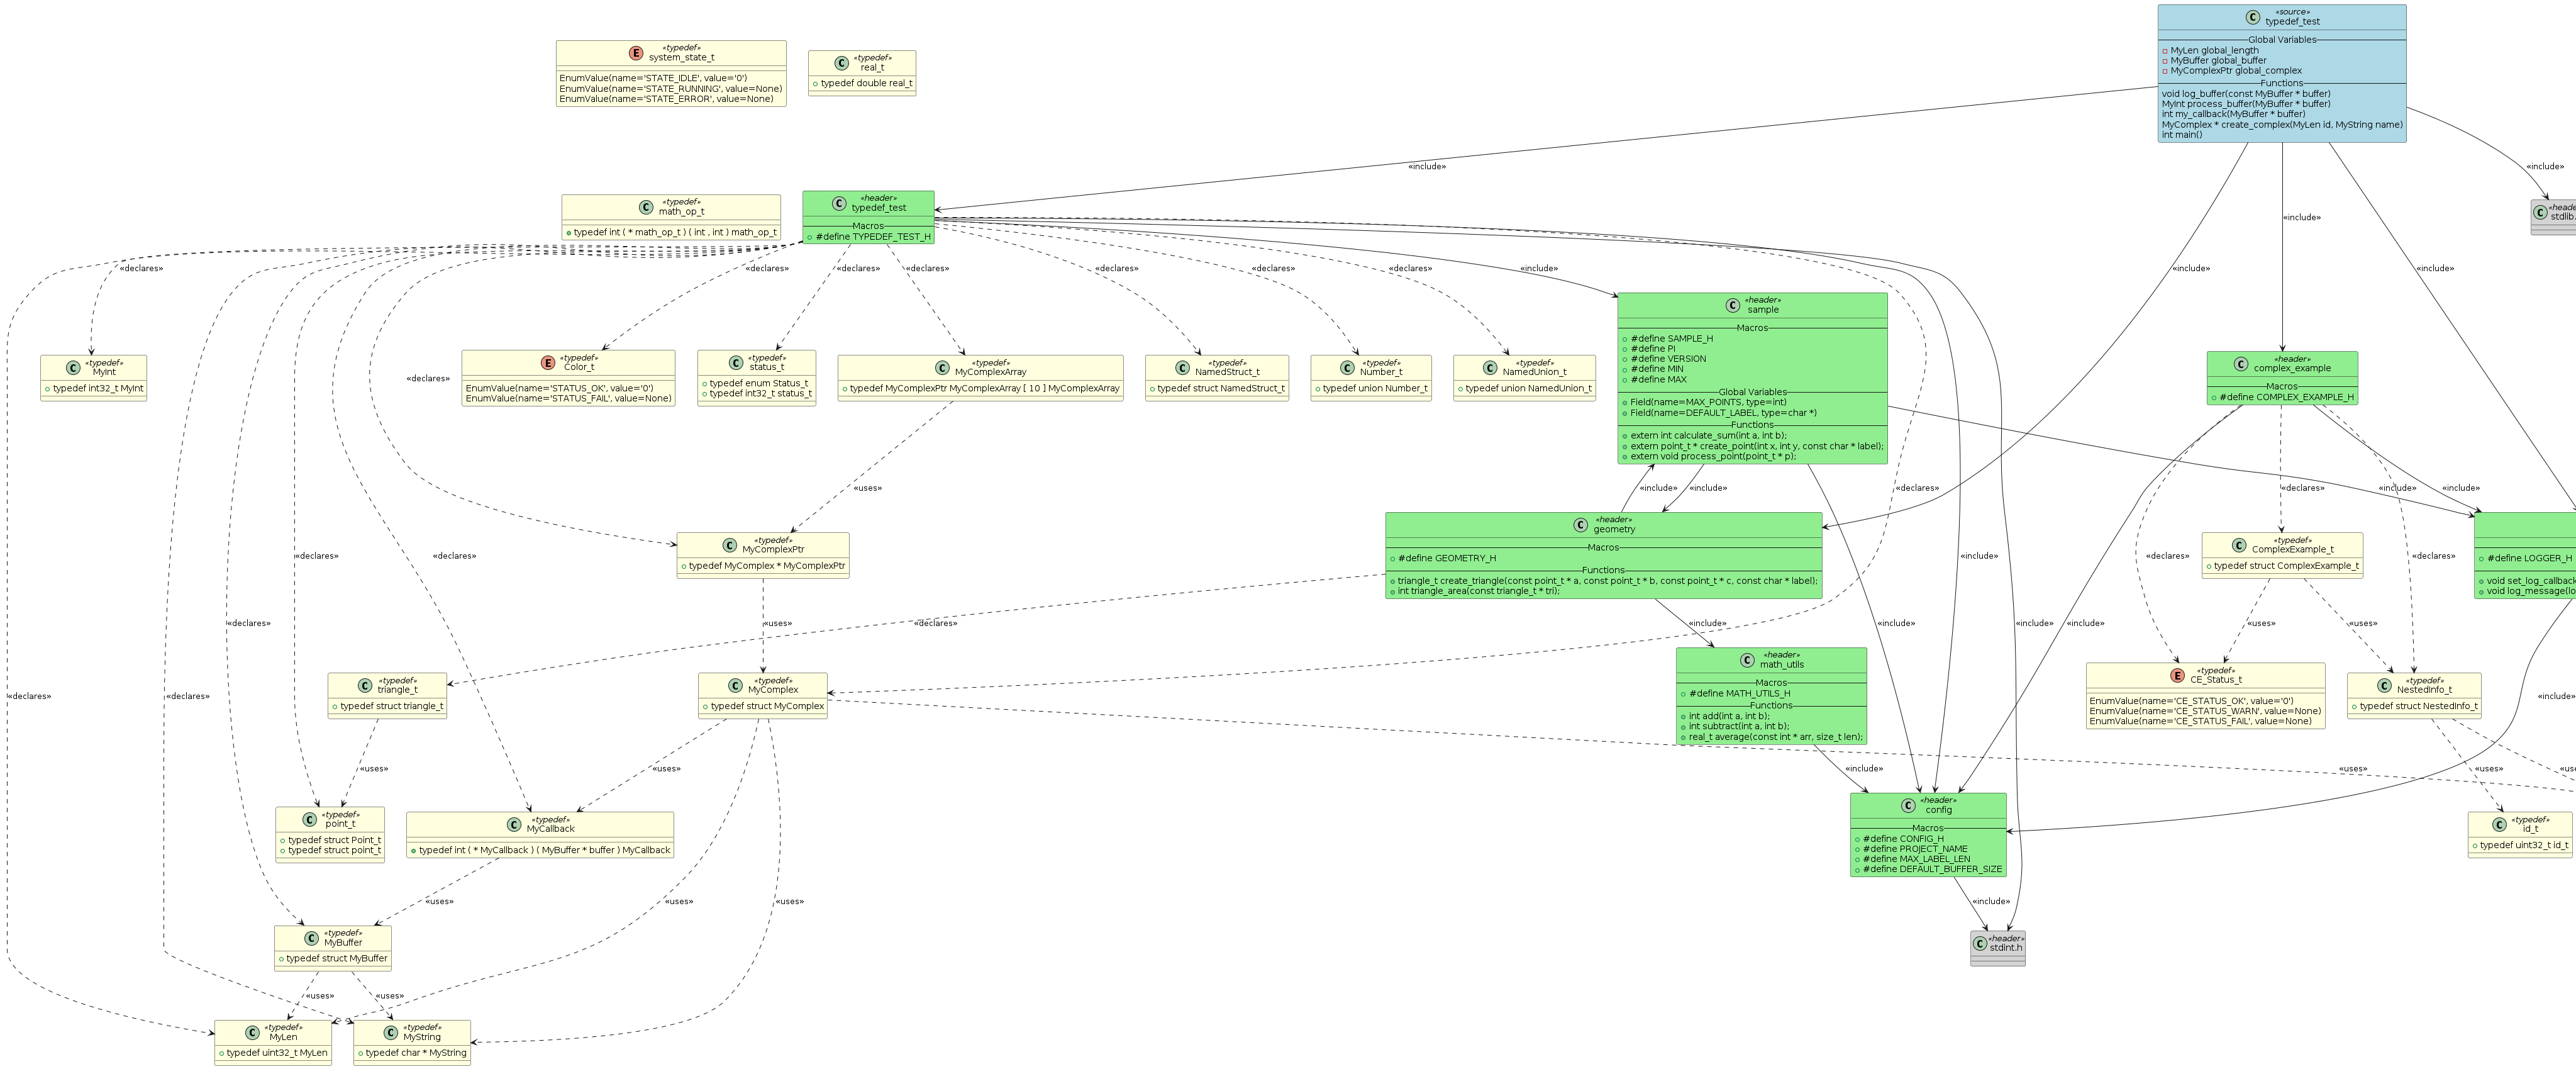 «source»
typedef_test
Global Variables
MyLen global_length
MyBuffer global_buffer
MyComplexPtr global_complex
Functions
void log_buffer(const MyBuffer * buffer)
MyInt process_buffer(MyBuffer * buffer)
int my_callback(MyBuffer * buffer)
MyComplex * create_complex(MyLen id, MyString name)
int main()
E «typedef»
system_state_t
EnumValue(name='STATE_IDLE', value='0')
EnumValue(name='STATE_RUNNING', value=None)
EnumValue(name='STATE_ERROR', value=None)
C «typedef»
real_t
typedef double real_t
«include»
«include»
C «typedef»
math_op_t
typedef int ( * math_op_t ) ( int , int ) math_op_t
C «header»
typedef_test
Macros
#define TYPEDEF_TEST_H
«include»
C «header»
stdlib.
«declares»
«declares»
«declares»
«declares»
«declares»
«declares»
«declares»
«include»
«include»
«include»
C «typedef»
MyInt
typedef int32_t MyInt
E «typedef»
Color_t
EnumValue(name='STATUS_OK', value='0')
EnumValue(name='STATUS_FAIL', value=None)
C «typedef»
status_t
typedef enum Status_t
typedef int32_t status_t
C «typedef»
MyComplexArray
typedef MyComplexPtr MyComplexArray [ 10 ] MyComplexArray
C «typedef»
NamedStruct_t
typedef struct NamedStruct_t
C «typedef»
Number_t
typedef union Number_t
C «typedef»
NamedUnion_t
typedef union NamedUnion_t
C «header»
sample
Macros
#define SAMPLE_H
#define PI
#define VERSION
#define MIN
#define MAX
Global Variables
Field(name=MAX_POINTS, type=int)
Field(name=DEFAULT_LABEL, type=char *)
Functions
extern int calculate_sum(int a, int b);
extern point_t * create_point(int x, int y, const char * label);
extern void process_point(point_t * p);
C «header»
complex_example
Macros
#define COMPLEX_EXAMPLE_H
«declares»
«uses»
«include»
«include»
«declares»
«declares»
«include»
«include»
C «typedef»
MyComplexPtr
typedef MyComplex * MyComplexPtr
C «header»
geometry
Macros
#define GEOMETRY_H
Functions
triangle_t create_triangle(const point_t * a, const point_t * b, const point_t * c, const char * label);
int triangle_area(const triangle_t * tri);
«declares»
«declares»
«include»
«declares»
C «typedef»
ComplexExample_t
typedef struct ComplexExample_t
«declares»
#define LOGGER_H
void set_log_callback
void log_message(lo
«declares»
«uses»
«declares»
«include»
«include»
«include»
«include»
«uses»
«uses»
C «typedef»
triangle_t
typedef struct triangle_t
C «typedef»
MyComplex
typedef struct MyComplex
C «header»
math_utils
Macros
#define MATH_UTILS_H
Functions
int add(int a, int b);
int subtract(int a, int b);
real_t average(const int * arr, size_t len);
E «typedef»
CE_Status_t
EnumValue(name='CE_STATUS_OK', value='0')
EnumValue(name='CE_STATUS_WARN', value=None)
EnumValue(name='CE_STATUS_FAIL', value=None)
C «typedef»
NestedInfo_t
typedef struct NestedInfo_t
«declares»
«declares»
«include»
«uses»
«uses»
«include»
«uses»
«uses»
C «typedef»
point_t
typedef struct Point_t
typedef struct point_t
C «typedef»
MyCallback
typedef int ( * MyCallback ) ( MyBuffer * buffer ) MyCallback
C «header»
config
Macros
#define CONFIG_H
#define PROJECT_NAME
#define MAX_LABEL_LEN
#define DEFAULT_BUFFER_SIZE
C «typedef»
id_t
typedef uint32_t id_t
«uses»
«uses»
«uses»
«include»
C «typedef»
MyBuffer
typedef struct MyBuffer
C «header»
stdint.h
«uses»
«uses»
C «typedef»
MyLen
typedef uint32_t MyLen
C «typedef»
MyString
typedef char * MyString